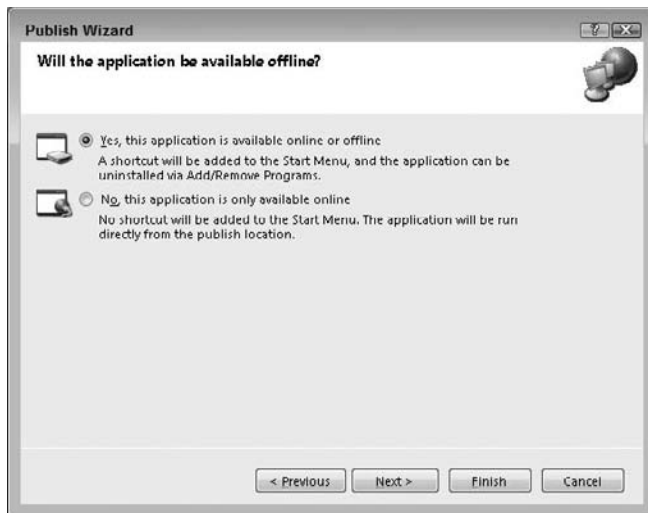 Publish Wizard
Will the application be available offline?
Yes, this application is available online or offline
A shortcut will be added to the Start Menu, and the application can be
uninstalled via Add/Remove Programs.
No, this application is only available online
No shortcut will be added to the Start Menu. The application will be run
directly from the publish location.
< Previous
Next >
Finish
Cancel